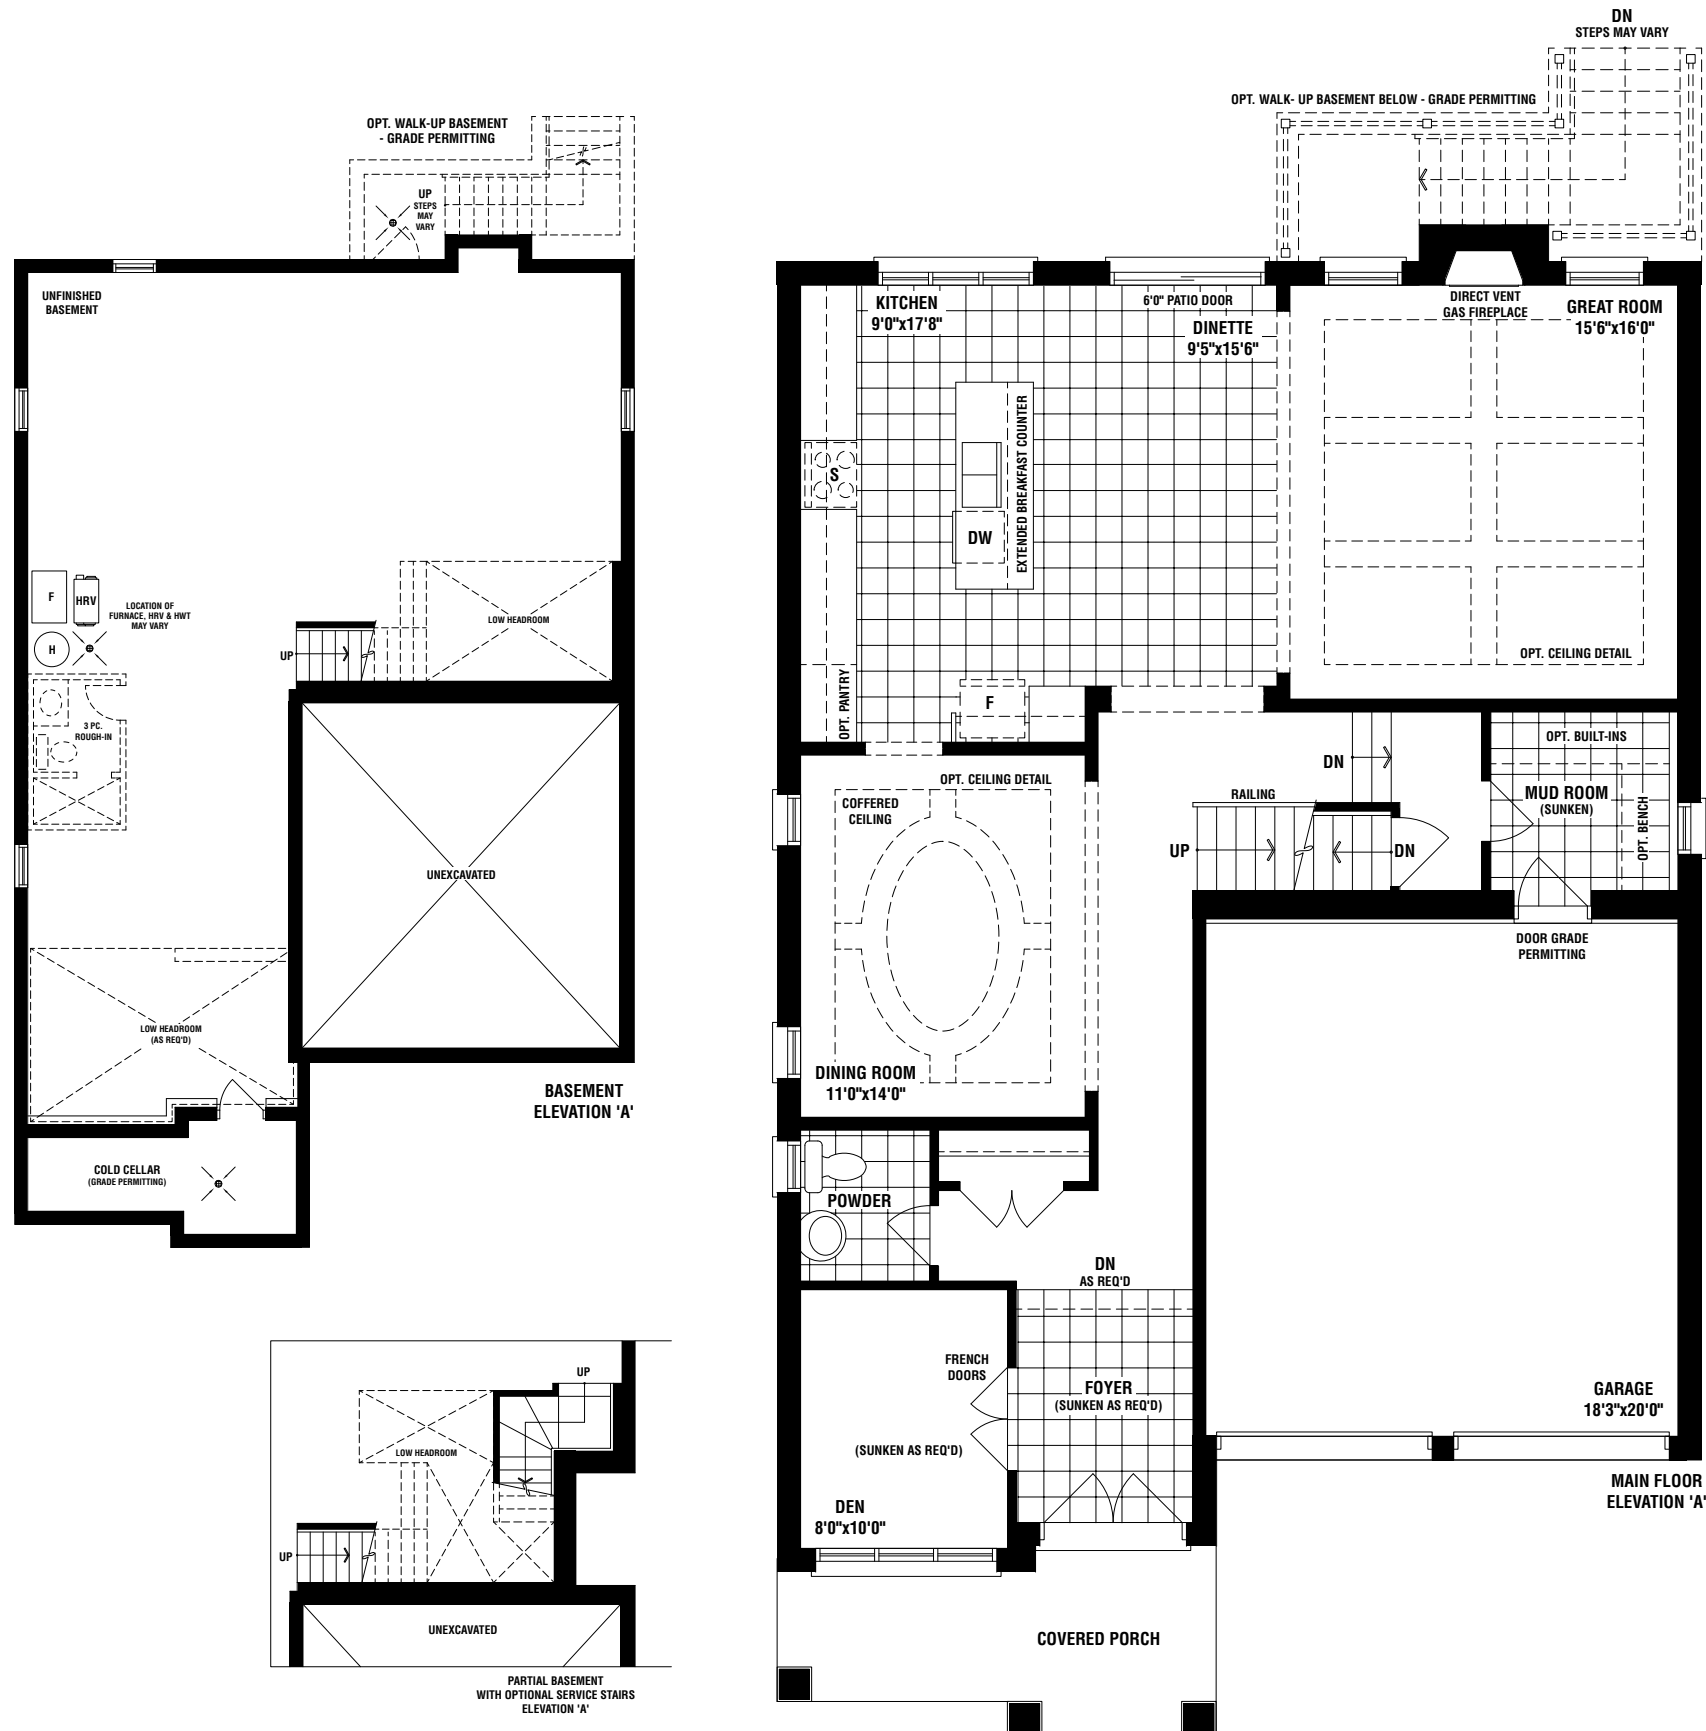 OPT. WALK-UP BASEMENT
- GRADE PERMITTING
UP
STEPS
MAY
VARY
UNFINISHED
BASEMENT
F
HRV
LOCATION OF
FURNACE, HRV & HWT
MAY VARY
H
LOW HEADROOM
UP
3 PC.
ROUGH-IN
UNEXCAVATED
LOW HEADROOM
(AS REQ'D)
BASEMENT
ELEVATION 'A'
COLD CELLAR
(GRADE PERMITTING)
UP
LOW HEADROOM
UP
UNEXCAVATED
PARTIAL BASEMENT
WITH OPTIONAL SERVICE STAIRS
ELEVATION 'A'
DN
STEPS MAY VARY
OPT. WALK- UP BASEMENT BELOW - GRADE PERMITTING
KITCHEN
9'0"x17'8"
6'0" PATIO DOOR
DINETTE
9'5"x15'6"
DIRECT VENT
GAS FIREPLACE
GREAT ROOM
15'6"x16'0"
S
DW
EXTENDED BREAKFAST COUNTER
OPT. CEILING DETAIL
OPT. PANTRY
F
OPT. CEILING DETAIL
COFFERED
CEILING
DN
RAILING
UP
DN
OPT. BUILT-INS
MUD ROOM
(SUNKEN)
OPT. BENCH
DOOR GRADE
PERMITTING
DINING ROOM
11'0"x14'0"
POWDER
DN
AS REQ'D
FRENCH
DOORS
FOYER
(SUNKEN AS REQ'D)
GARAGE
18'3"x20'0"
(SUNKEN AS REQ'D)
DEN
8'0"x10'0"
MAIN FLOOR
ELEVATION 'A'
COVERED PORCH